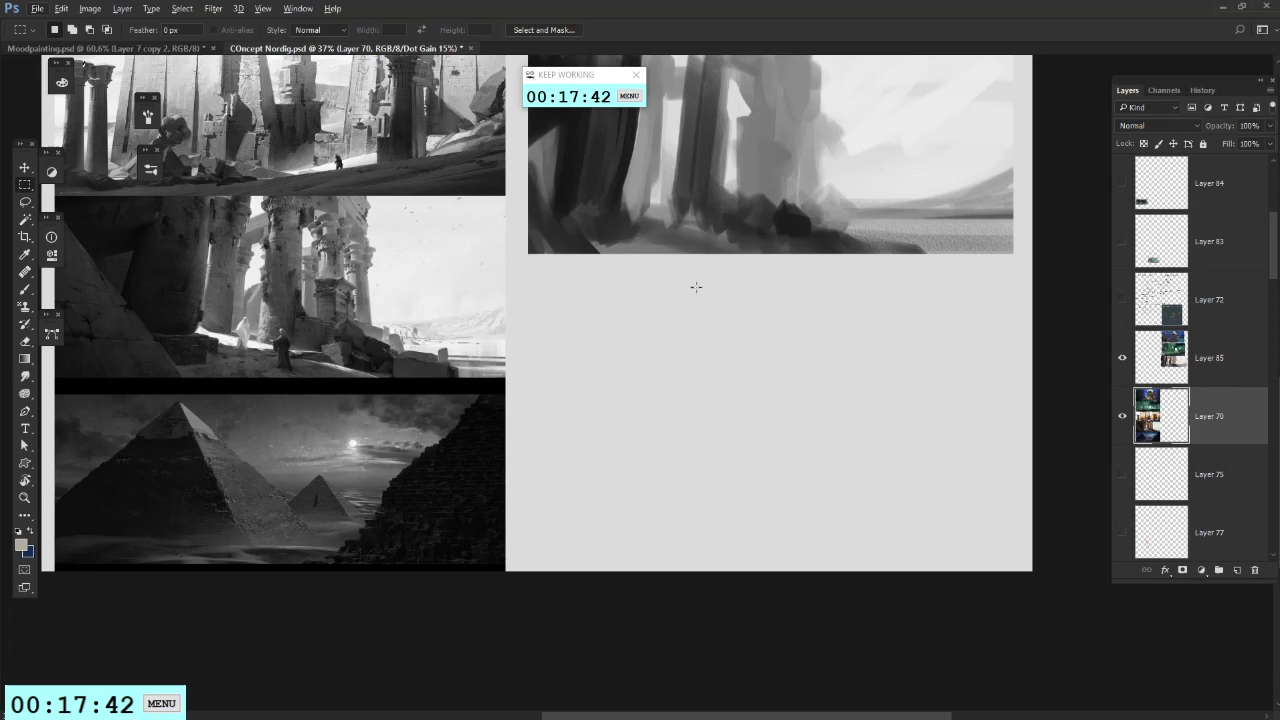 Ps File Edit Image Layer Type Select Filter 3D View Window Help
Feather: 0 px Anti-alias Style: Normal Width: Height: Select and Mask...
Moodpainting.psd @ 60.6% (Layer 7 copy 2, RGB/8) * × COncept Nordig.psd @ 37% (Layer 70, RGB/8/Dot Gain 15%) * ×
KEEP WORKING
00:17:42 MENU
Layers Channels History
Kind
Normal Opacity: 100%
Lock: Fill: 100%
Layer 84
Layer 83
Layer 72
Layer 85
Layer 70
Layer 75
Layer 77
fx
00:17:42 MENU